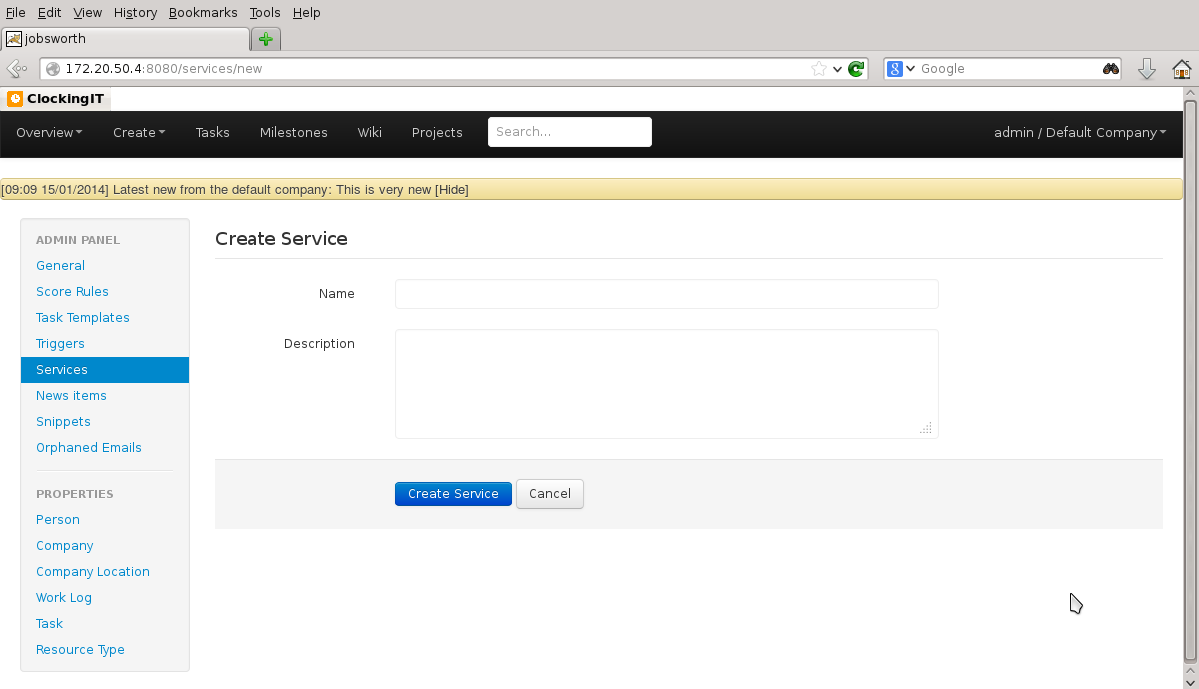 File Edit View History Bookmarks Tools Help
jobsworth
172.20.50.4:8080/services/new
8 Google
ClockingIT
Overview Create Tasks Milestones Wiki Projects Search... admin / Default Company
[09:09 15/01/2014] Latest new from the default company: This is very new [Hide]
ADMIN PANEL
General
Score Rules
Task Templates
Triggers
Services
News items
Snippets
Orphaned Emails
PROPERTIES
Person
Company
Company Location
Work Log
Task
Resource Type
Create Service
Name
Description
Create Service Cancel